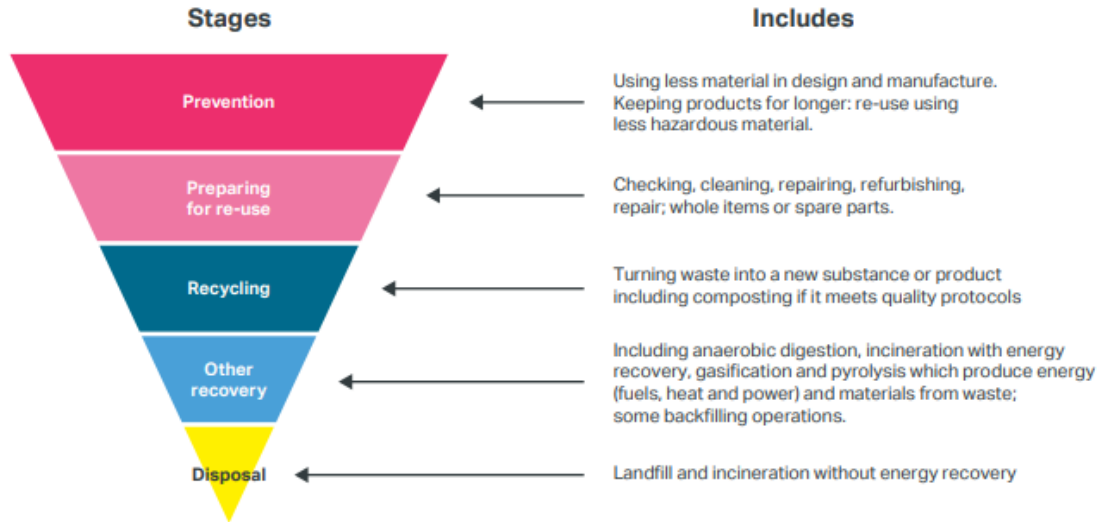 Stages
Includes
Prevention
Using less material in design and manufacture.
Keeping products for longer: re-use using
less hazardous material.
Preparing
for re-use
Checking, cleaning, repairing, refurbishing,
repair; whole items or spare parts.
Recycling
Turning waste into a new substance or product
including composting if it meets quality protocols
Other
recovery
Including anaerobic digestion, incineration with energy
recovery, gasification and pyrolysis which produce energy
(fuels, heat and power) and materials from waste;
some backfilling operations.
Disposal
Landfill and incineration without energy recovery